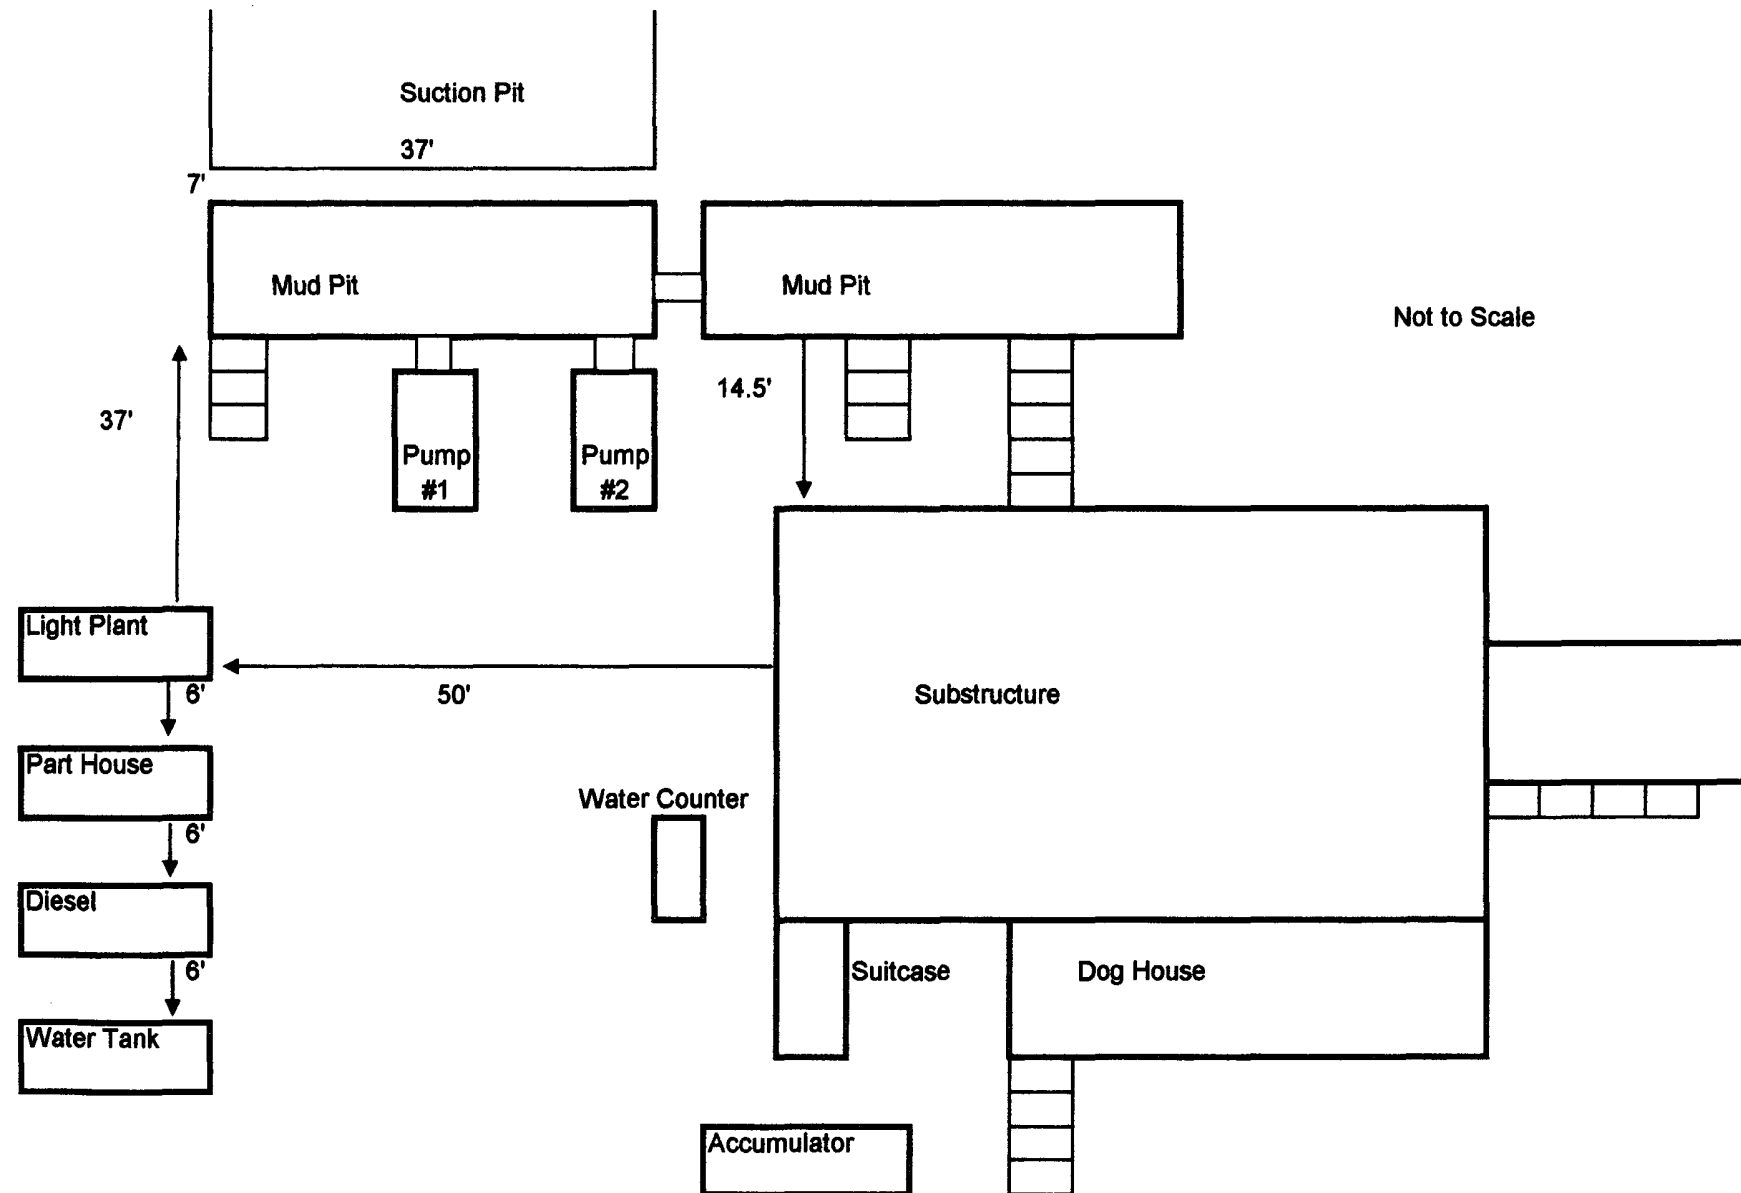 Suction Pit
37'
7'
Mud Pit
Mud Pit
Not to Scale
37'
14.5'
Pump
#1
Pump
#2
Light Plant
6'
50'
Substructure
Part House
6'
Water Counter
Diesel
6'
Suitcase
Dog House
Water Tank
Accumulator